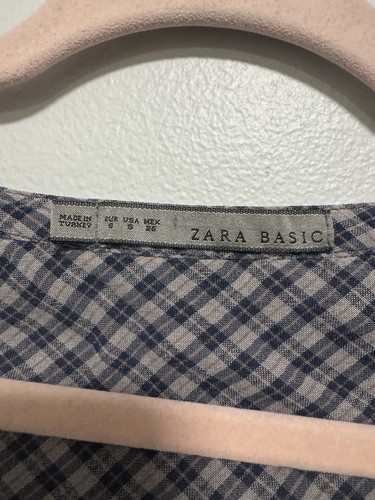 MADE IN
TURKEY
EUR USA MEX
S S 26
ZARA BASIC